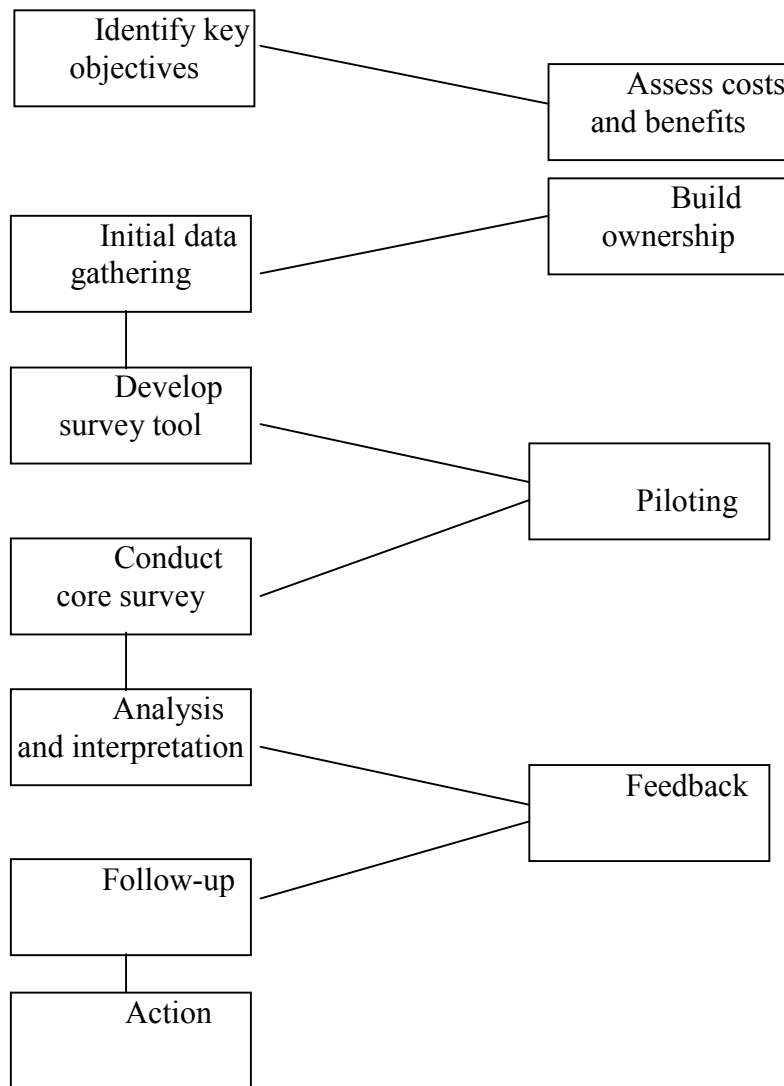 Identify key
objectives
Assess costs
and benefits
Build
ownership
Initial data
gathering
Develop
survey tool
Piloting
Conduct
core survey
Analysis
and interpretation
Feedback
Follow-up
Action